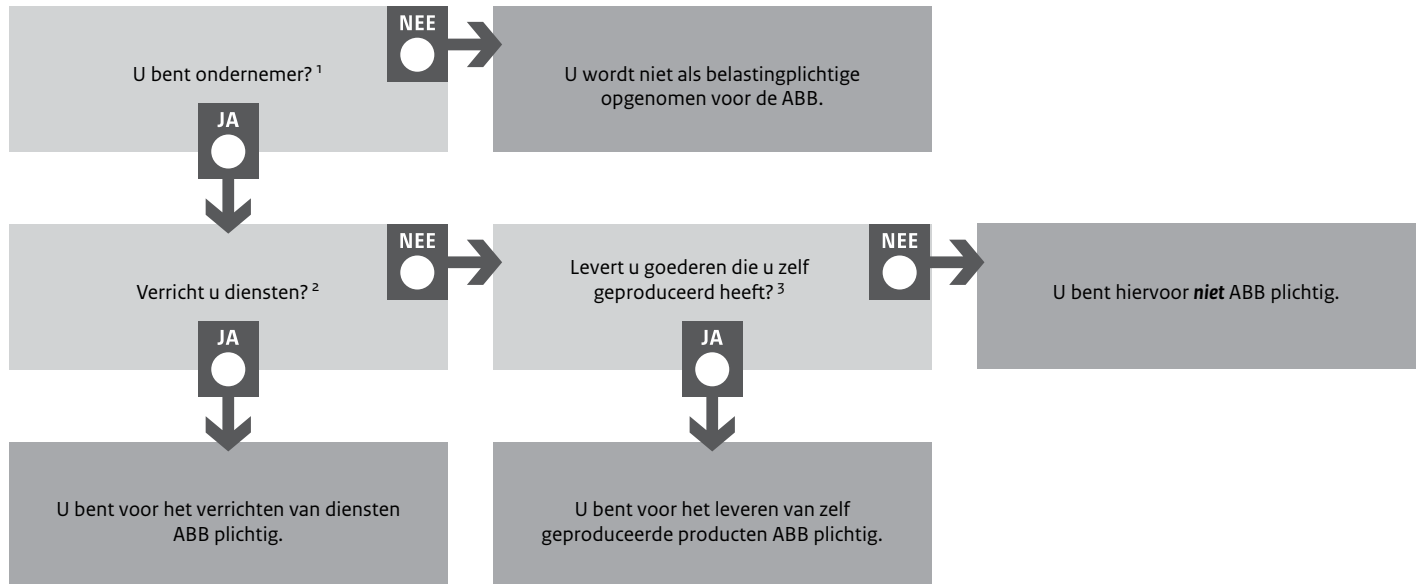 U bent ondernemer? ¹
NEE
JA
U wordt niet als belastingplichtige
opgenomen voor de ABB.
Verricht u diensten? ²
NEE
JA
Levert u goederen die u zelf
geproduceerd heeft? ³
NEE
JA
U bent hiervoor niet ABB plichtig.
U bent voor het verrichten van diensten
ABB plichtig.
U bent voor het leveren van zelf
geproduceerde producten ABB plichtig.